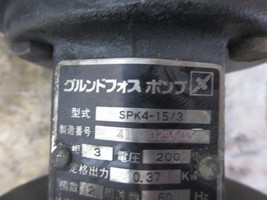 グルンドフォス ポンプ
型式 SPK4-15/3
製造番号
相 3 電圧 200 V
定格出力 0.37 Kw
極数 2 周波数 60 Hz